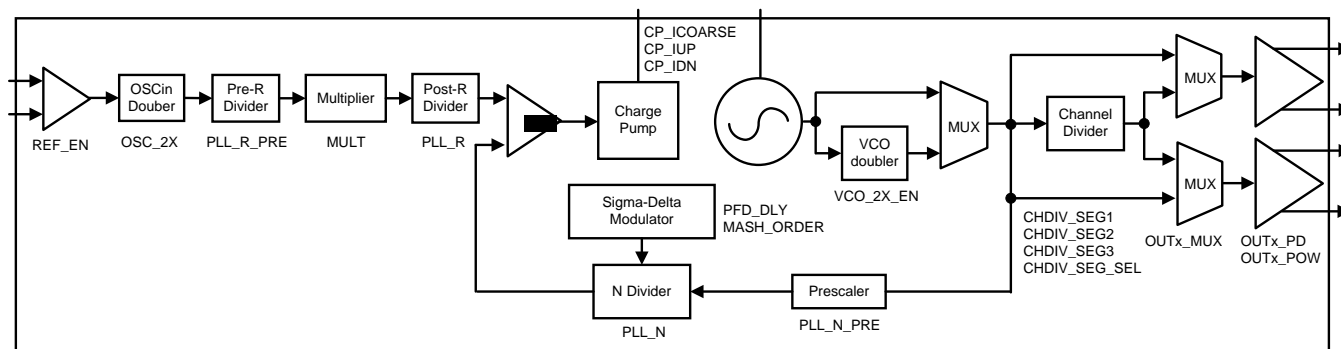 CP_ICOARSE
CP_IUP
CP_IDN
REF_EN
OSCin
Douber
OSC_2X
Pre-R
Divider
PLL_R_PRE
Multiplier
MULT
Post-R
Divider
PLL_R
Charge
Pump
VCO
doubler
VCO_2X_EN
MUX
Channel
Divider
MUX
MUX
Sigma-Delta
Modulator
PFD_DLY
MASH_ORDER
CHDIV_SEG1
CHDIV_SEG2
CHDIV_SEG3
CHDIV_SEG_SEL
OUTx_MUX
OUTx_PD
OUTx_POW
N Divider
PLL_N
Prescaler
PLL_N_PRE